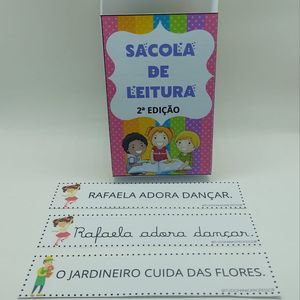 SACOLA
DE
LEITURA
2ª EDIÇÃO
RAFAELA ADORA DANÇAR.
Rafaela adora dançar.
O JARDINEIRO CUIDA DAS FLORES.